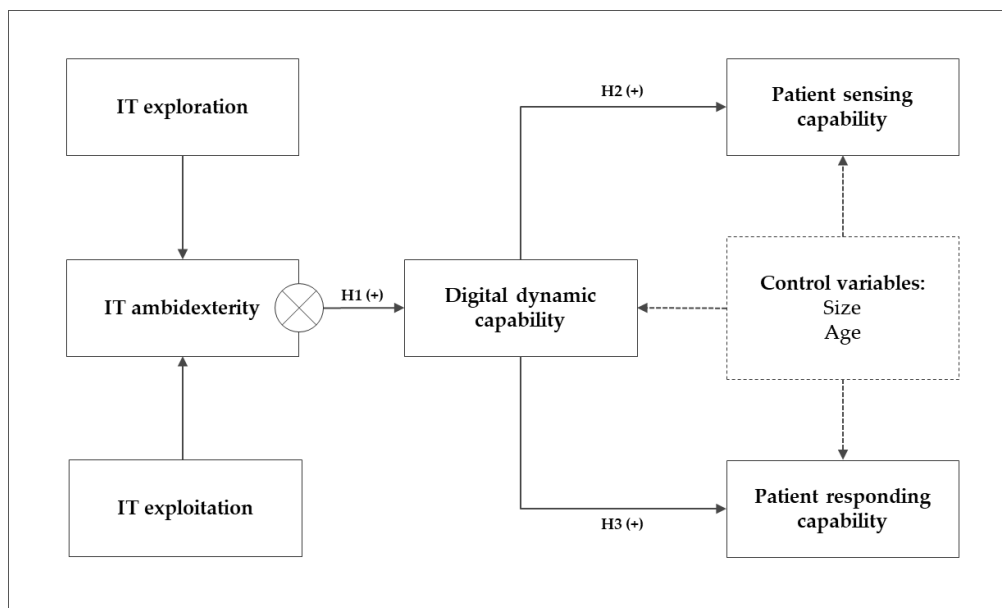 IT exploration
H2 (+)
Patient sensing
capability
IT ambidexterity
H1 (+)
Digital dynamic
capability
Control variables:
Size
Age
IT exploitation
H3 (+)
Patient responding
capability